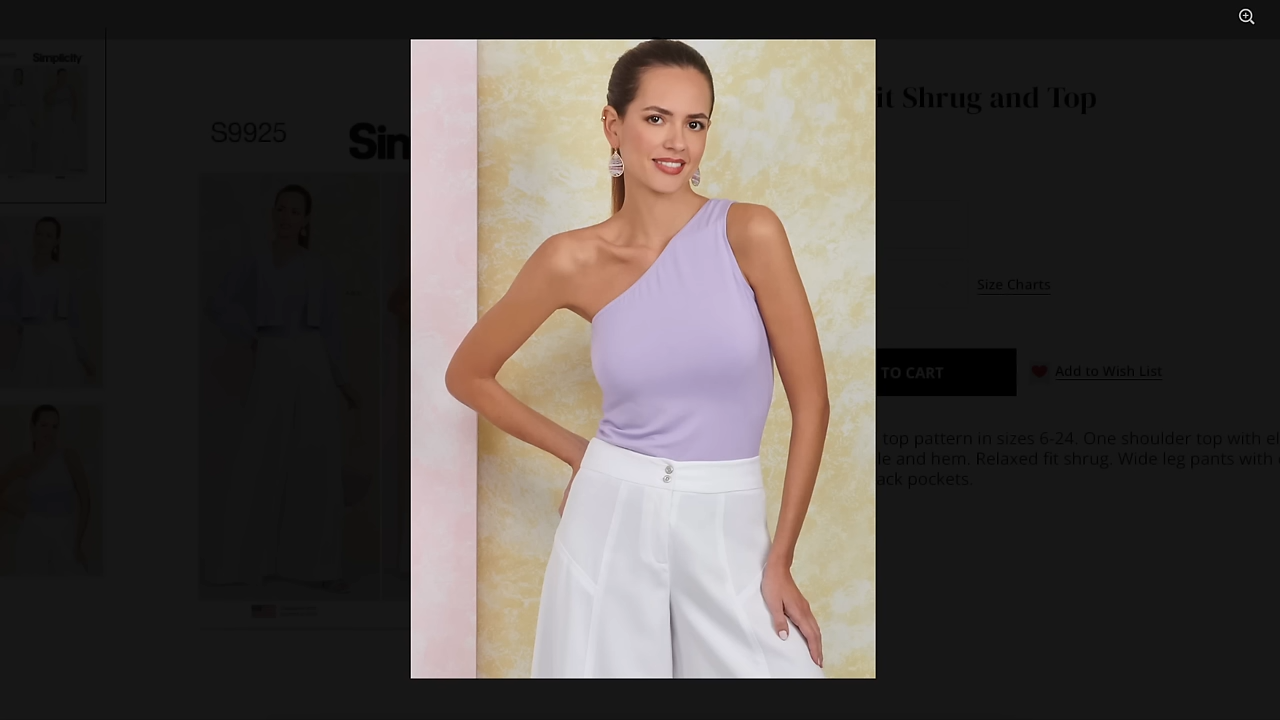 Simplicity
it Shrug and Top
S9925
Sin
Size Charts
TO CART
Add to Wish List
top pattern in sizes 6-24. One shoulder top with el
le and hem. Relaxed fit shrug. Wide leg pants with
ack pockets.